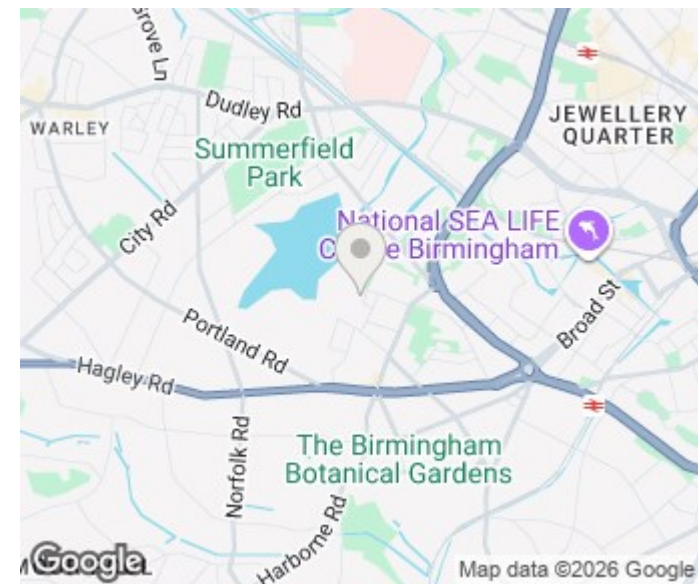 Grove Ln
Dudley Rd
WARLEY
JEWELLERY
QUARTER
Summerfield
Park
City Rd
National SEA LIFE
Birmingham
Broad St
Portland Rd
Hagley Rd
Norfolk Rd
The Birmingham
Botanical Gardens
Harborne Rd
Google
Map data ©2026 Google